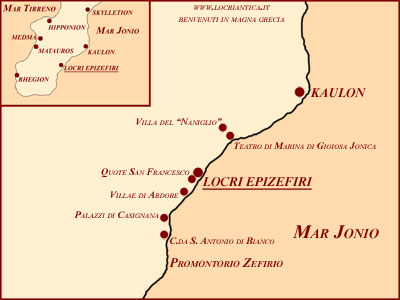 Mar Tirreno
Skylletion
Hipponion
Medma
Mar Jonio
Matauros
Kaulon
Locri Epizefiri
Rhegion
www.locriantica.it
benvenuti in magna grecia
Kaulon
Villa del "Naniglio"
Teatro di Marina di Gioiosa Jonica
Quote San Francesco
LOCRI EPIZEFIRI
Villae di Ardore
Palazzi di Casignana
C.da S. Antonio di Bianco
Mar Jonio
Promontorio Zefirio